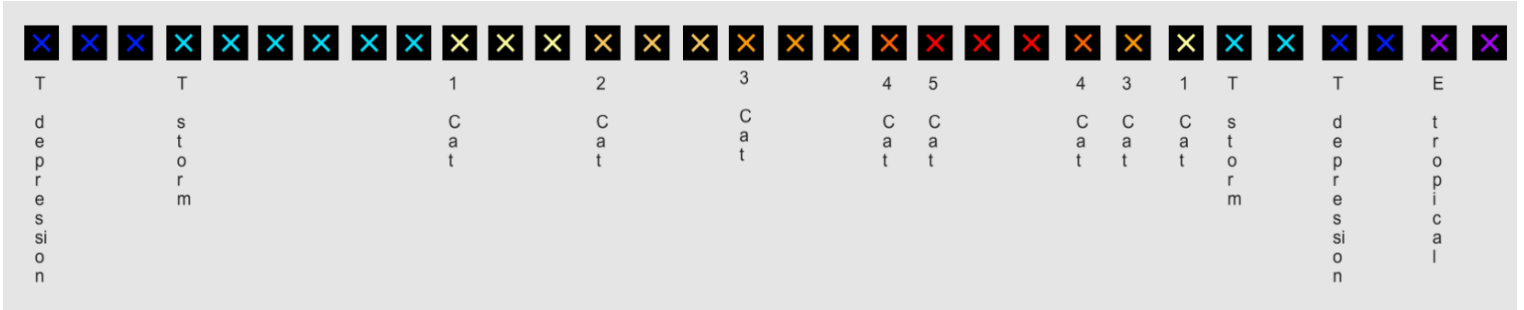 T depression
T storm
1 Cat
2 Cat
3 Cat
4 Cat
5 Cat
4 Cat
3 Cat
1 Cat
T storm
T depression
E tropical